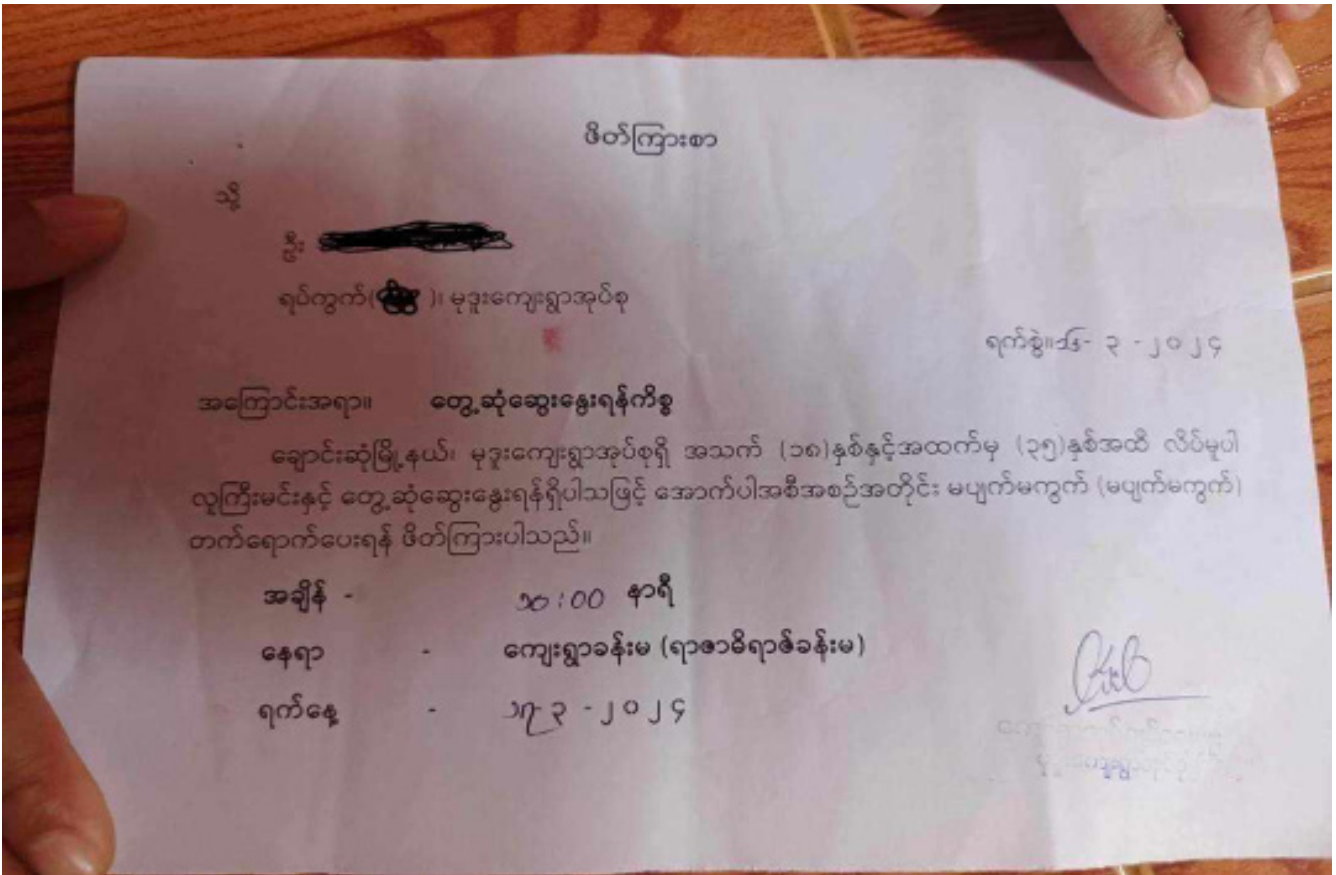 ဖိတ်ကြားစာ
သို့
ဦး
ရပ်ကွက်( )၊ မုဒူးကျေးရွာအုပ်စု
ရက်စွဲ။ ၁၆- ၃ -၂၀၂၄
အကြောင်းအရာ။ တွေ့ဆုံဆွေးနွေးရန်ကိစ္စ
ချောင်းဆုံမြို့နယ်၊ မုဒူးကျေးရွာအုပ်စုရှိ အသက် (၁၈)နှစ်နှင့်အထက်မှ (၃၅)နှစ်အထိ လိပ်မူပါ
လူကြီးမင်းနှင့် တွေ့ဆုံဆွေးနွေးရန်ရှိပါသဖြင့် အောက်ပါအစီအစဉ်အတိုင်း မပျက်မကွက် (မပျက်မကွက်)
တက်ရောက်ပေးရန် ဖိတ်ကြားပါသည်။
အချိန် - ၁၀:00 နာရီ
နေရာ - ကျေးရွာခန်းမ (ရာဇာဓိရာဇ်ခန်းမ)
ရက်နေ့ - ၁၇-၃ -၂၀၂၄